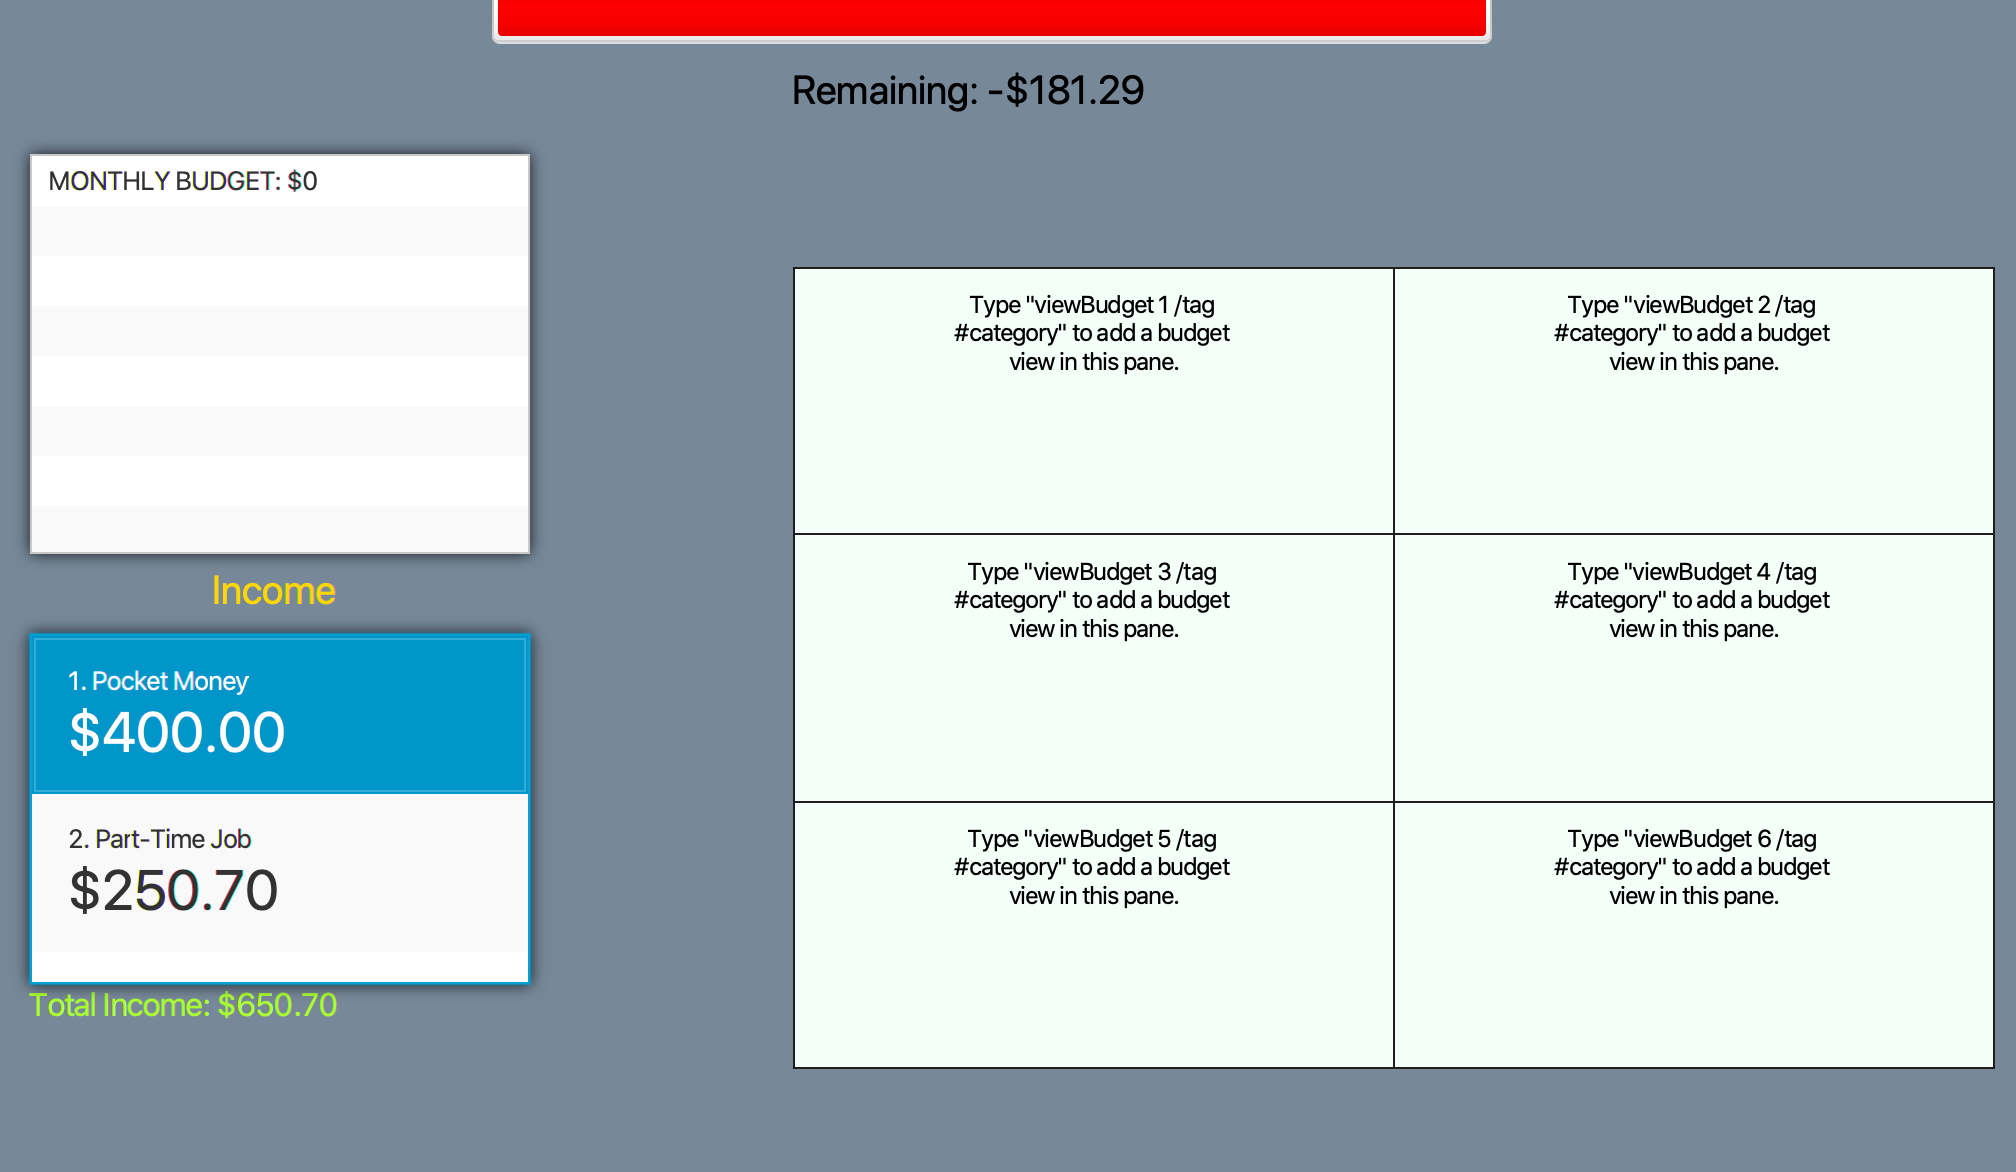 Remaining: -$181.29
MONTHLY BUDGET: $0
Income
1. Pocket Money
$400.00
2. Part-Time Job
$250.70
Total Income: $650.70
Type "viewBudget 1 /tag
#category" to add a budget
view in this pane.
Type "viewBudget 2 /tag
#category" to add a budget
view in this pane.
Type "viewBudget 3 /tag
#category" to add a budget
view in this pane.
Type "viewBudget 4 /tag
#category" to add a budget
view in this pane.
Type "viewBudget 5 /tag
#category" to add a budget
view in this pane.
Type "viewBudget 6 /tag
#category" to add a budget
view in this pane.